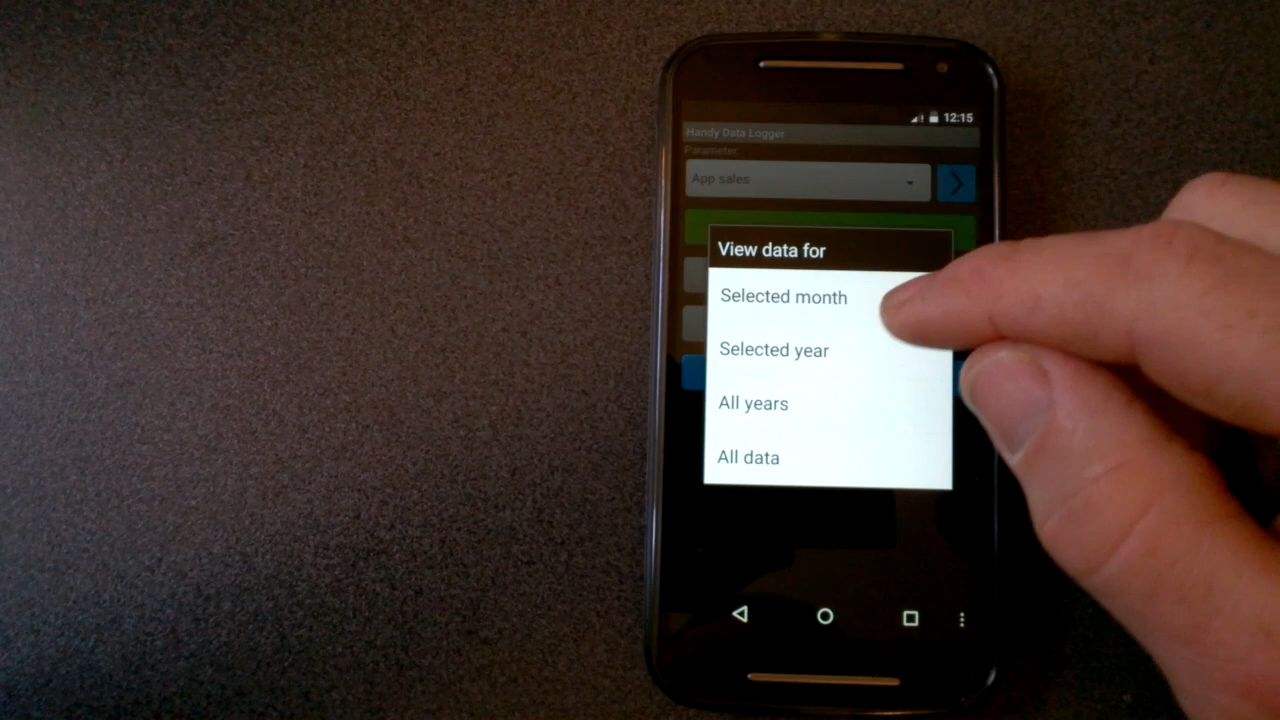 12:15
Handy Data Logger
Parameter:
App sales
View data for
Selected month
Selected year
All years
All data